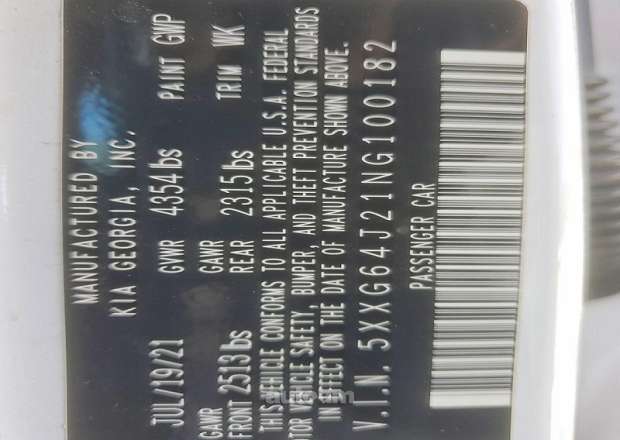 MANUFACTURED BY
KIA GEORGIA, INC.
JUL/19/21 GVWR 4354lbs PAINT GWP
GAWR GAWR
FRONT 2513lbs REAR 2315lbs TRIM WK
THIS VEHICLE CONFORMS TO ALL APPLICABLE U.S.A. FEDERAL
TOR VEHICLE SAFETY, BUMPER, AND THEFT PREVENTION STANDARDS
IN EFFECT ON THE DATE OF MANUFACTURE SHOWN ABOVE.
V.I.N. 5XXG64J21NG100182
PASSENGER CAR